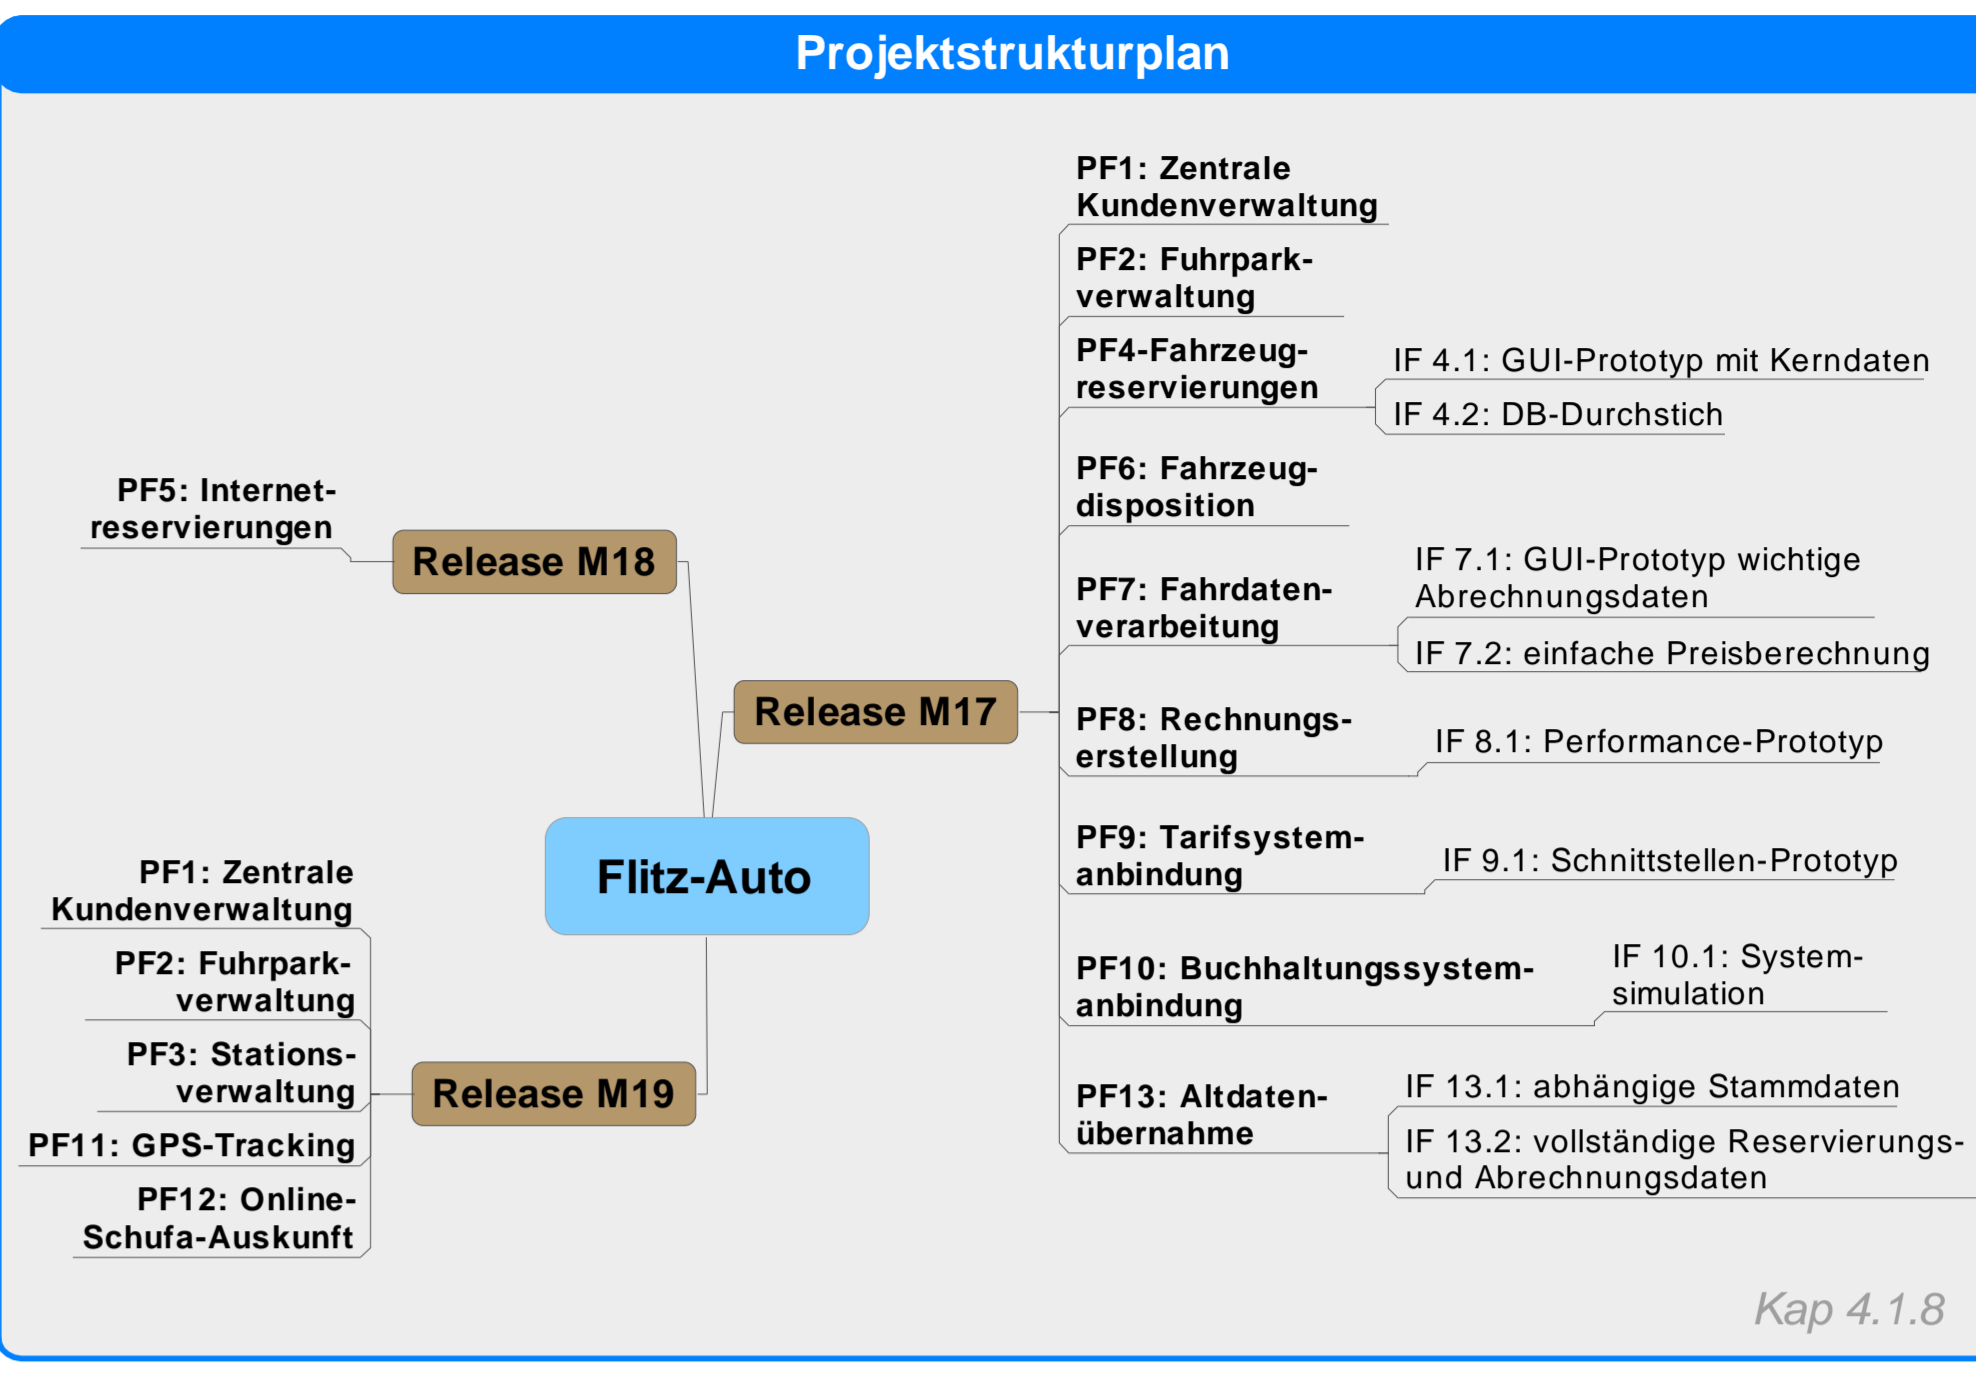 Projektstrukturplan
PF1: Zentrale
Kundenverwaltung
PF2: Fuhrpark-
verwaltung
PF4-Fahrzeug-
reservierungen
IF 4.1: GUI-Prototyp mit Kerndaten
IF 4.2: DB-Durchstich
PF6: Fahrzeug-
disposition
PF7: Fahrdaten-
verarbeitung
IF 7.1: GUI-Prototyp wichtige
Abrechnungsdaten
IF 7.2: einfache Preisberechnung
PF8: Rechnungs-
erstellung
IF 8.1: Performance-Prototyp
PF9: Tarifsystem-
anbindung
IF 9.1: Schnittstellen-Prototyp
PF10: Buchhaltungssystem-
anbindung
IF 10.1: System-
simulation
PF13: Altdaten-
übernahme
IF 13.1: abhängige Stammdaten
IF 13.2: vollständige Reservierungs-
und Abrechnungsdaten
Release M17
PF5: Internet-
reservierungen
Release M18
Flitz-Auto
PF1: Zentrale
Kundenverwaltung
PF2: Fuhrpark-
verwaltung
PF3: Stations-
verwaltung
PF11: GPS-Tracking
PF12: Online-
Schufa-Auskunft
Release M19
Kap 4.1.8